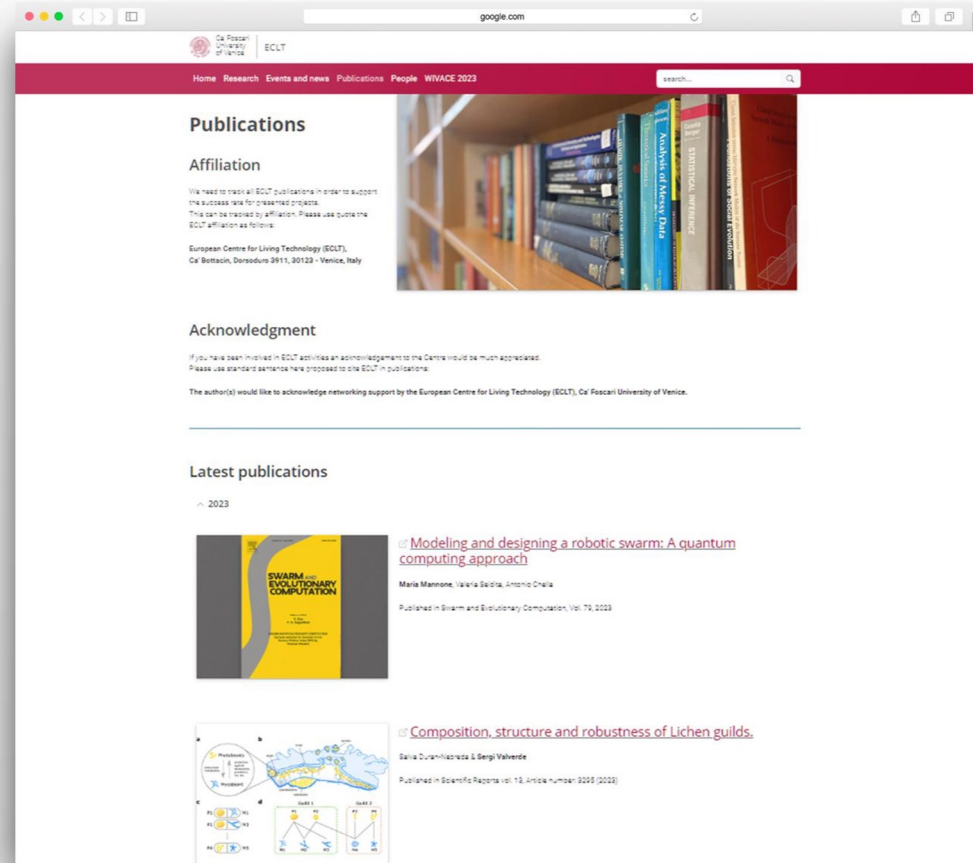 google.com
Ca' Foscari
University
of Venice
ECLT
Home Research Events and news Publications People WIVACE 2023
search...
Publications
Affiliation
We need to track all ECLT publications in order to support
the success rate for presented projects.
This can be tracked by affiliation. Please use quote the
ECLT affiliation as follows:
European Centre for Living Technology (ECLT),
Ca' Bottacin, Dorsoduro 3911, 30123 - Venice, Italy
Analysis of Messy Data
STATISTICAL INFERENCE
Acknowledgment
If you have been involved in ECLT activities an acknowledgement to the Centre would be much appreciated.
Please use standard sentence here proposed to cite ECLT in publications:
The author(s) would like to acknowledge networking support by the European Centre for Living Technology (ECLT), Ca' Foscari University of Venice.
Latest publications
2023
SWARM AND
EVOLUTIONARY
COMPUTATION
Modeling and designing a robotic swarm: A quantum
computing approach
Maria Mannone, Valeria Seidita, Antonio Chella
Published in Swarm and Evolutionary Computation, Vol. 79, 2023
Composition, structure and robustness of Lichen guilds.
Salva Duran-Nebreda & Sergi Valverde
Published in Scientific Reports vol. 13, Article number: 3295 (2023)
a
b
Photobionts
Mycobiont
c
d
Guild 1
Guild 2